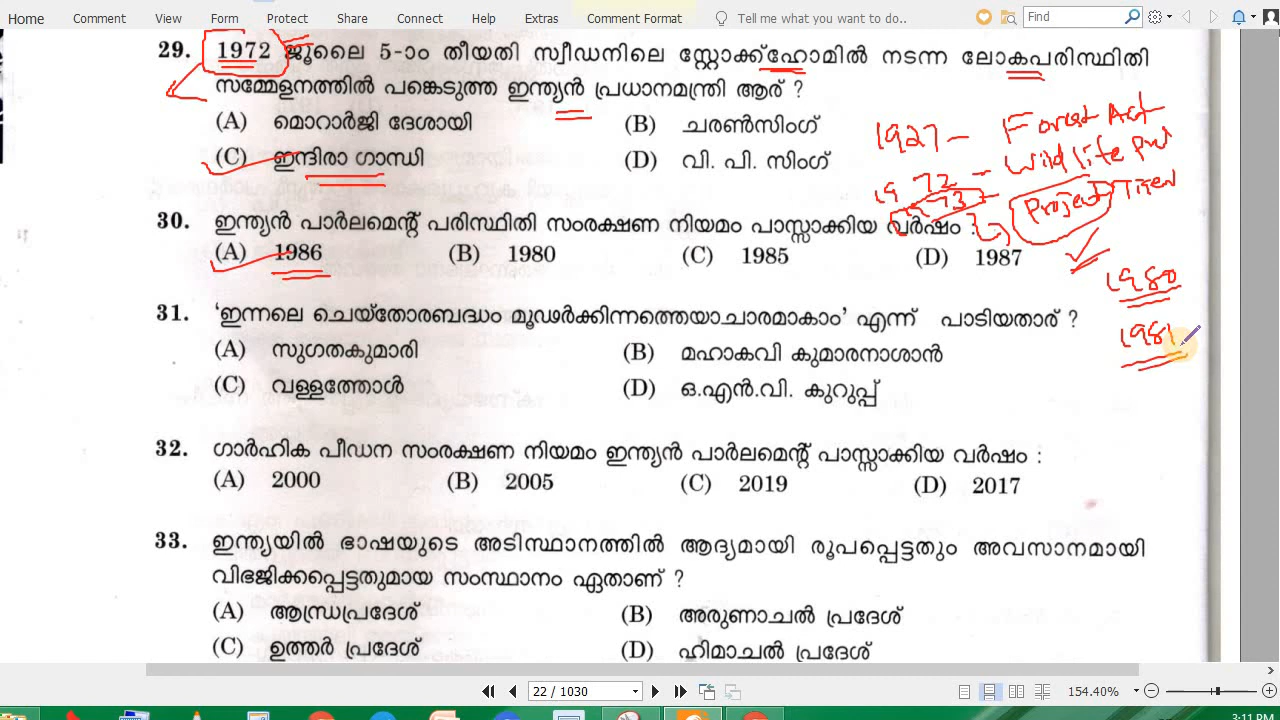 Home Comment View Form Protect Share Connect Help Extras Comment Format Tell me what you want to do.. Find
29. 1972 ജൂലൈ 5-ാം തീയതി സ്വീഡനിലെ സ്റ്റോക്ക്ഹോമിൽ നടന്ന ലോകപരിസ്ഥിതി
സമ്മേളനത്തിൽ പങ്കെടുത്ത ഇന്ത്യൻ പ്രധാനമന്ത്രി ആര് ?
(A) മൊറാർജി ദേശായി (B) ചരൺസിംഗ്
(C) ഇന്ദിരാ ഗാന്ധി (D) വി. പി. സിംഗ്
1927 - Forest Act
1972 - Wild life
1973 - Project Tiger
30. ഇന്ത്യൻ പാർലമെന്റ് പരിസ്ഥിതി സംരക്ഷണ നിയമം പാസ്സാക്കിയ വർഷം :
(A) 1986 (B) 1980 (C) 1985 (D) 1987
1980
1981
31. ‘ഇന്നലെ ചെയ്തോരബദ്ധം മൂഢർക്കിന്നത്തെയാചാരമാകാം’ എന്ന് പാടിയതാര് ?
(A) സുഗതകുമാരി (B) മഹാകവി കുമാരനാശാൻ
(C) വള്ളത്തോൾ (D) ഒ.എൻ.വി. കുറുപ്പ്
32. ഗാർഹിക പീഡന സംരക്ഷണ നിയമം ഇന്ത്യൻ പാർലമെന്റ് പാസ്സാക്കിയ വർഷം :
(A) 2000 (B) 2005 (C) 2019 (D) 2017
33. ഇന്ത്യയിൽ ഭാഷയുടെ അടിസ്ഥാനത്തിൽ ആദ്യമായി രൂപപ്പെട്ടതും അവസാനമായി
വിഭജിക്കപ്പെട്ടതുമായ സംസ്ഥാനം ഏതാണ് ?
(A) ആന്ധ്രപ്രദേശ് (B) അരുണാചൽ പ്രദേശ്
(C) ഉത്തർ പ്രദേശ് (D) ഹിമാചൽ പ്രദേശ്
22 / 1030 154.40%
3:11 PM